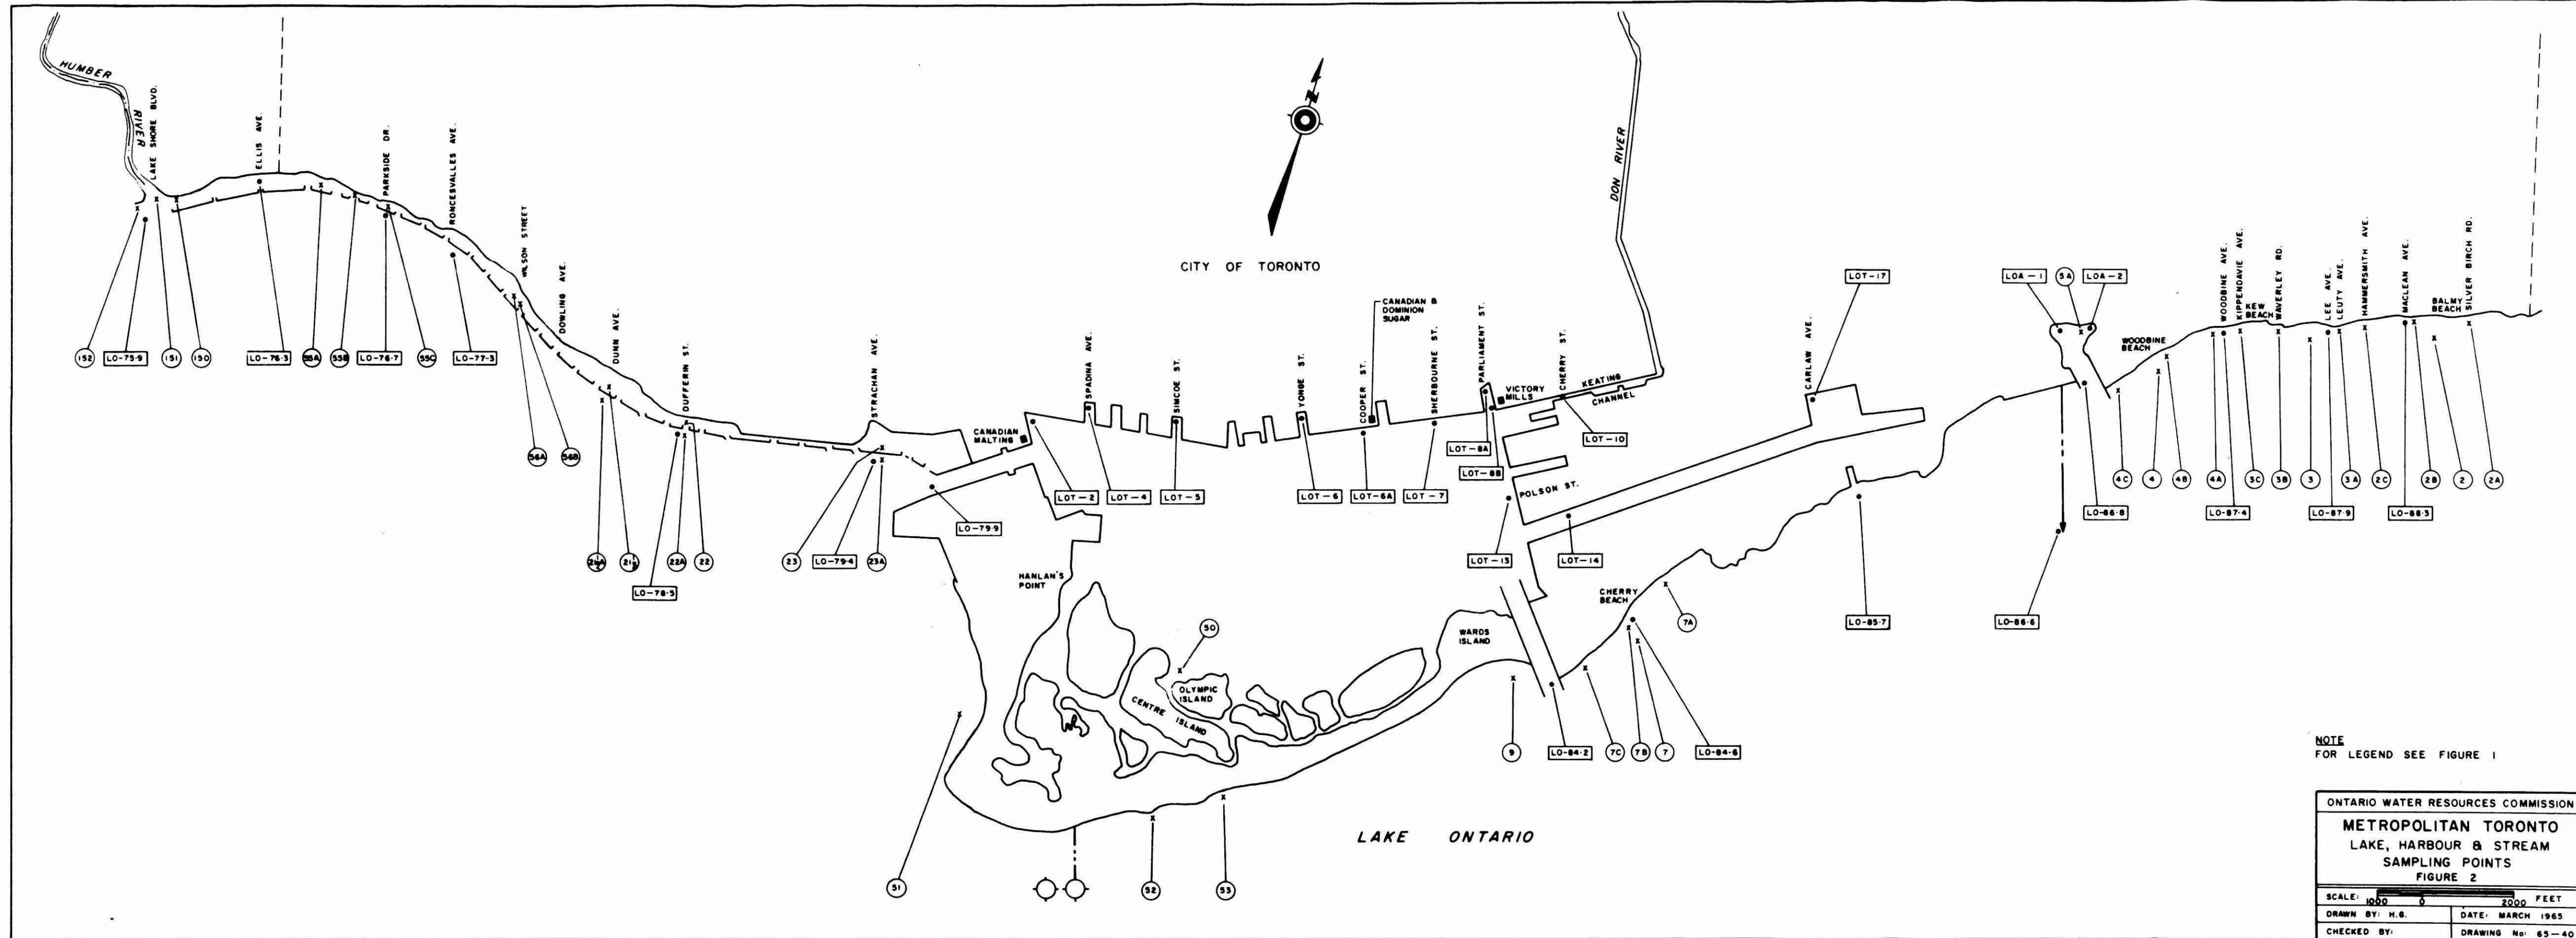 HUMBER
RIVER
LAKE SHORE BLVD.
ELLIS AVE.
PARKSIDE DR.
RONCESVALLES AVE.
WILSON STREET
DOWLING AVE.
DUNN AVE.
DUFFERIN ST.
STRACHAN AVE.
152
LO-75·9
151
150
LO-76·3
55A
55B
LO-76·7
55C
LO-77·3
56A
56B
22A
22
LO-78·5
23
LO-79·4
23A
LO-79·9
N
CITY OF TORONTO
CANADIAN
MALTING
SPADINA AVE.
SIMCOE ST.
YONGE ST.
COOPER ST.
CANADIAN &
DOMINION
SUGAR
SHERBOURNE ST.
PARLIAMENT ST.
VICTORY
MILLS
CHERRY ST.
KEATING
CHANNEL
DON RIVER
CARLAW AVE.
LOT-2
LOT-4
LOT-5
LOT-6
LOT-6A
LOT-7
LOT-8A
LOT-8B
LOT-10
LOT-17
POLSON ST.
LOT-13
LOT-14
HANLAN'S
POINT
50
OLYMPIC
ISLAND
CENTRE ISLAND
WARDS
ISLAND
CHERRY
BEACH
7A
51
52
53
9
LO-84·2
7C
7B
7
LO-84·6
LO-85·7
LO-86·6
LOA-1
5A
LOA-2
WOODBINE
BEACH
WOODBINE AVE.
KIPPENDAVIE AVE.
KEW
BEACH
WAVERLEY RD.
LEE AVE.
LEUTY AVE.
HAMMERSMITH AVE.
MACLEAN AVE.
BALMY
BEACH
SILVER BIRCH RD.
4C
4
4B
4A
3C
3B
3
3A
2C
2B
2
2A
LO-86·8
LO-87·4
LO-87·9
LO-88·3
LAKE ONTARIO
NOTE
FOR LEGEND SEE FIGURE 1
ONTARIO WATER RESOURCES COMMISSION
METROPOLITAN TORONTO
LAKE, HARBOUR & STREAM
SAMPLING POINTS
FIGURE 2
SCALE: 1000 0 2000 FEET
DRAWN BY: H.G.
DATE: MARCH 1965
CHECKED BY:
DRAWING No: 65-40